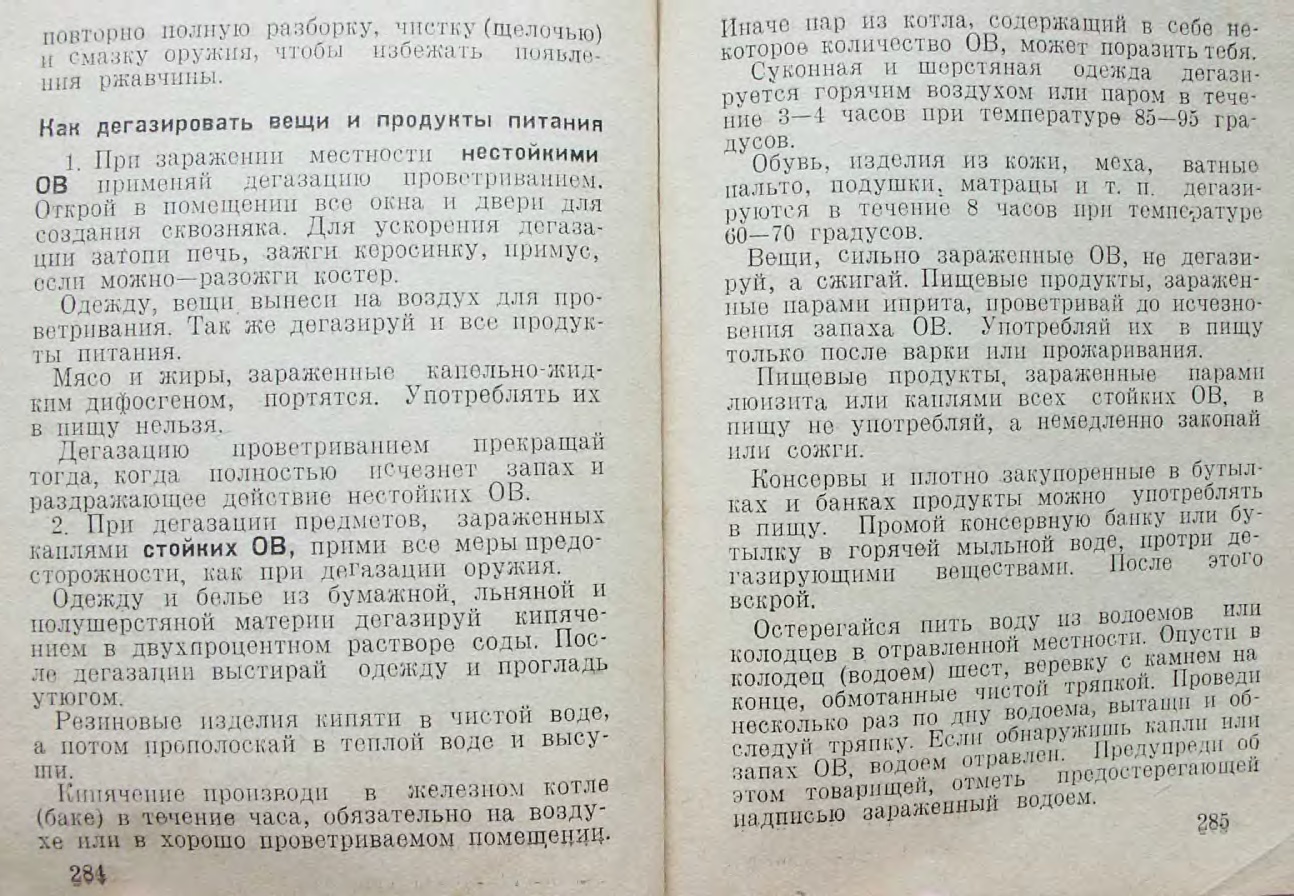 повторно полную разборку, чистку (щелочью)
и смазку оружия, чтобы избежать появле-
ния ржавчины.
Как дегазировать вещи и продукты питания
1. При заражении местности нестойкими
ОВ применяй дегазацию проветриванием.
Открой в помещении все окна и двери для
создания сквозняка. Для ускорения дегаза-
ции затопи печь, зажги керосинку, примус,
если можно—разожги костер.
Одежду, вещи вынеси на воздух для про-
ветривания. Так же дегазируй и все продук-
ты питания.
Мясо и жиры, зараженные капельно-жид-
ким дифосгеном, портятся. Употреблять их
в пищу нельзя.
Дегазацию проветриванием прекращай
тогда, когда полностью исчезнет запах и
раздражающее действие нестойких ОВ.
2. При дегазации предметов, зараженных
каплями стойких ОВ, прими все меры предо-
сторожности, как при дегазации оружия.
Одежду и белье из бумажной, льняной и
полушерстяной материи дегазируй кипяче-
нием в двухпроцентном растворе соды. Пос-
ле дегазации выстирай одежду и прогладь
утюгом.
Резиновые изделия кипяти в чистой воде,
а потом прополоскай в теплой воде и высу-
ши.
Кипячение производи в железном котле
(баке) в течение часа, обязательно на возду-
хе или в хорошо проветриваемом помещении.
284
Иначе пар из котла, содержащий в себе не-
которое количество ОВ, может поразить тебя.
Суконная и шерстяная одежда дегази-
руется горячим воздухом или паром в тече-
ние 3—4 часов при температуре 85—95 гра-
дусов.
Обувь, изделия из кожи, меха, ватные
пальто, подушки, матрацы и т. п. дегази-
руются в течение 8 часов при температуре
60—70 градусов.
Вещи, сильно зараженные ОВ, не дегази-
руй, а сжигай. Пищевые продукты, заражен-
ные парами иприта, проветривай до исчезно-
вения запаха ОВ. Употребляй их в пищу
только после варки или прожаривания.
Пищевые продукты, зараженные парами
люизита или каплями всех стойких ОВ, в
пищу не употребляй, а немедленно закопай
или сожги.
Консервы и плотно закупоренные в бутыл-
ках и банках продукты можно употреблять
в пищу. Промой консервную банку или бу-
тылку в горячей мыльной воде, протри де-
газирующими веществами. После этого
вскрой.
Остерегайся пить воду из водоемов или
колодцев в отравленной местности. Опусти в
колодец (водоем) шест, веревку с камнем на
конце, обмотанные чистой тряпкой. Проведи
несколько раз по дну водоема, вытащи и об-
следуй тряпку. Если обнаружишь капли или
запах ОВ, водоем отравлен. Предупреди об
этом товарищей, отметь предостерегающей
надписью зараженный водоем.
285